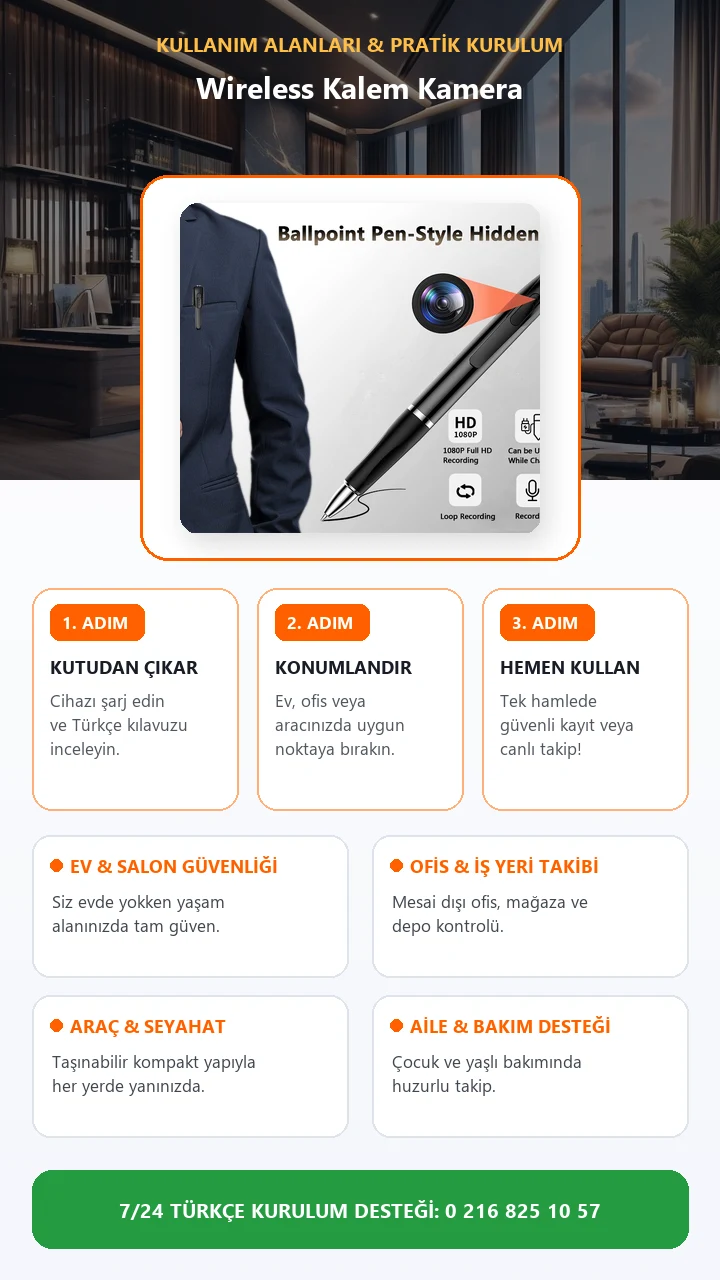 KULLANIM ALANLARI & PRATİK KURULUM
Wireless Kalem Kamera
Ballpoint Pen-Style Hidden
HD
1080P
1080P Full HD
Recording
Can be U
While Ch
Loop Recording
Record
1. ADIM
KUTUDAN ÇIKAR
Cihazı şarj edin
ve Türkçe kılavuzu
inceleyin.
2. ADIM
KONUMLANDIR
Ev, ofis veya
aracınızda uygun
noktaya bırakın.
3. ADIM
HEMEN KULLAN
Tek hamlede
güvenli kayıt veya
canlı takip!
EV & SALON GÜVENLİĞİ
Siz evde yokken yaşam
alanınızda tam güven.
OFİS & İŞ YERİ TAKİBİ
Mesai dışı ofis, mağaza ve
depo kontrolü.
ARAÇ & SEYAHAT
Taşınabilir kompakt yapıyla
her yerde yanınızda.
AİLE & BAKIM DESTEĞİ
Çocuk ve yaşlı bakımında
huzurlu takip.
7/24 TÜRKÇE KURULUM DESTEĞİ: 0 216 825 10 57